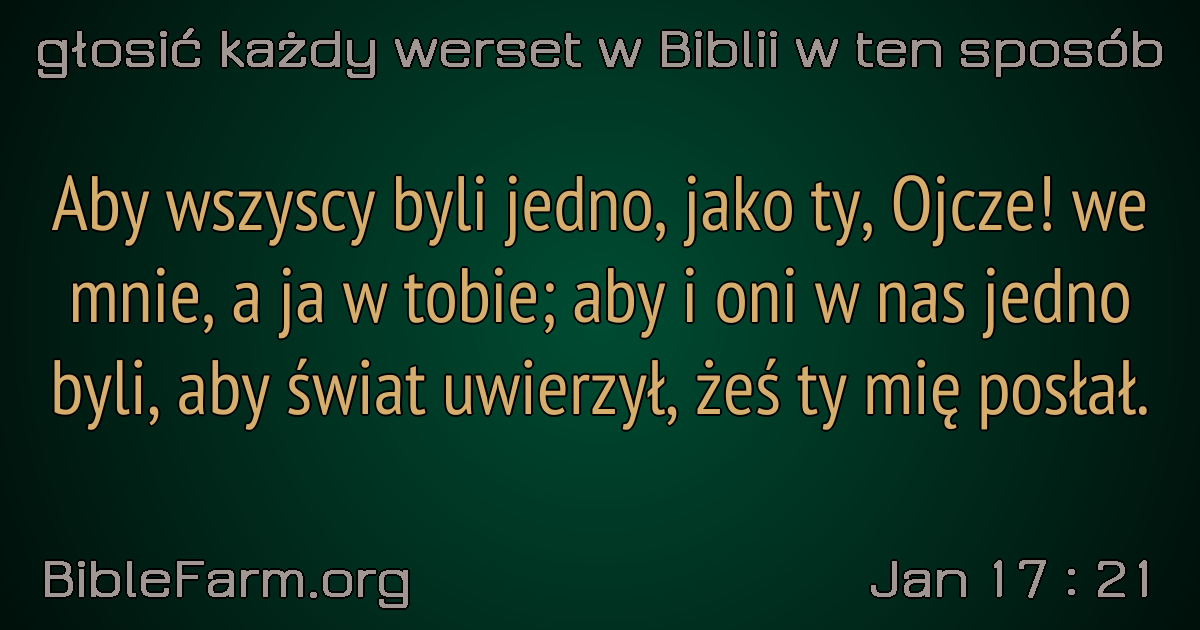 głosić każdy werset w Biblii w ten sposób
Aby wszyscy byli jedno, jako ty, Ojcze! we
mnie, a ja w tobie; aby i oni w nas jedno
byli, aby świat uwierzył, żeś ty mię posłał.
BibleFarm.org
Jan 17 : 21